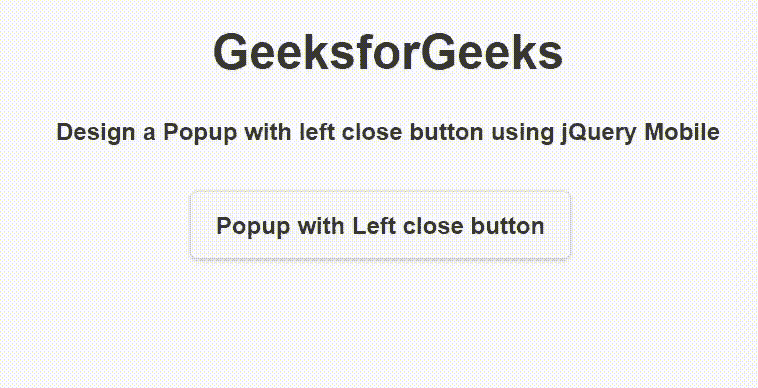 GeeksforGeeks
Design a Popup with left close button using jQuery Mobile
Popup with Left close button